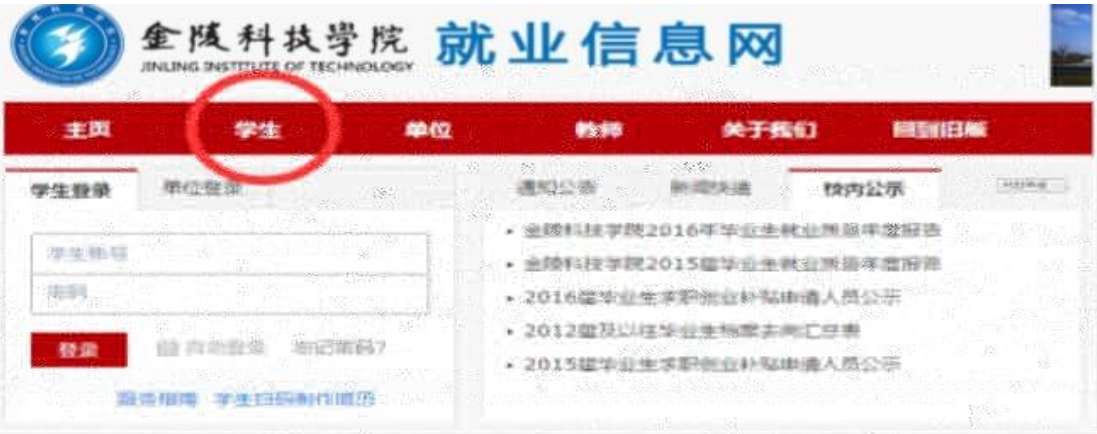 金陵科技學院 就业信息网
JINLING INSTITUTE OF TECHNOLOGY
主页 学生 单位 教师 关于我们 回到旧版
学生登录 单位登录
学生账号
密码
登录 自动登录 忘记密码?
学生扫码制作简历
通知公告 新闻快递 校内公示
金陵科技学院2016年毕业生就业质量年度报告
金陵科技学院2015届毕业生就业质量年度报告
2016届毕业生求职创业补贴申请人员公示
2012届及以往毕业生档案去向汇总表
2015届毕业生求职创业补贴申请人员公示